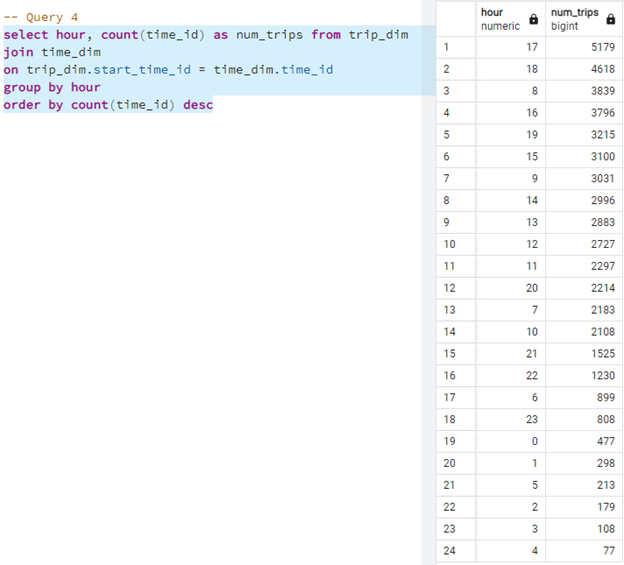 -- Query 4
select hour, count(time_id) as num_trips from trip_dim
join time_dim
on trip_dim.start_time_id = time_dim.time_id
group by hour
order by count(time_id) desc
hour num_trips
numeric bigint
1 17 5179
2 18 4618
3 8 3839
4 16 3796
5 19 3215
6 15 3100
7 9 3031
8 14 2996
9 13 2883
10 12 2727
11 11 2297
12 20 2214
13 7 2183
14 10 2108
15 21 1525
16 22 1230
17 6 899
18 23 808
19 0 477
20 1 298
21 5 213
22 2 179
23 3 108
24 4 77